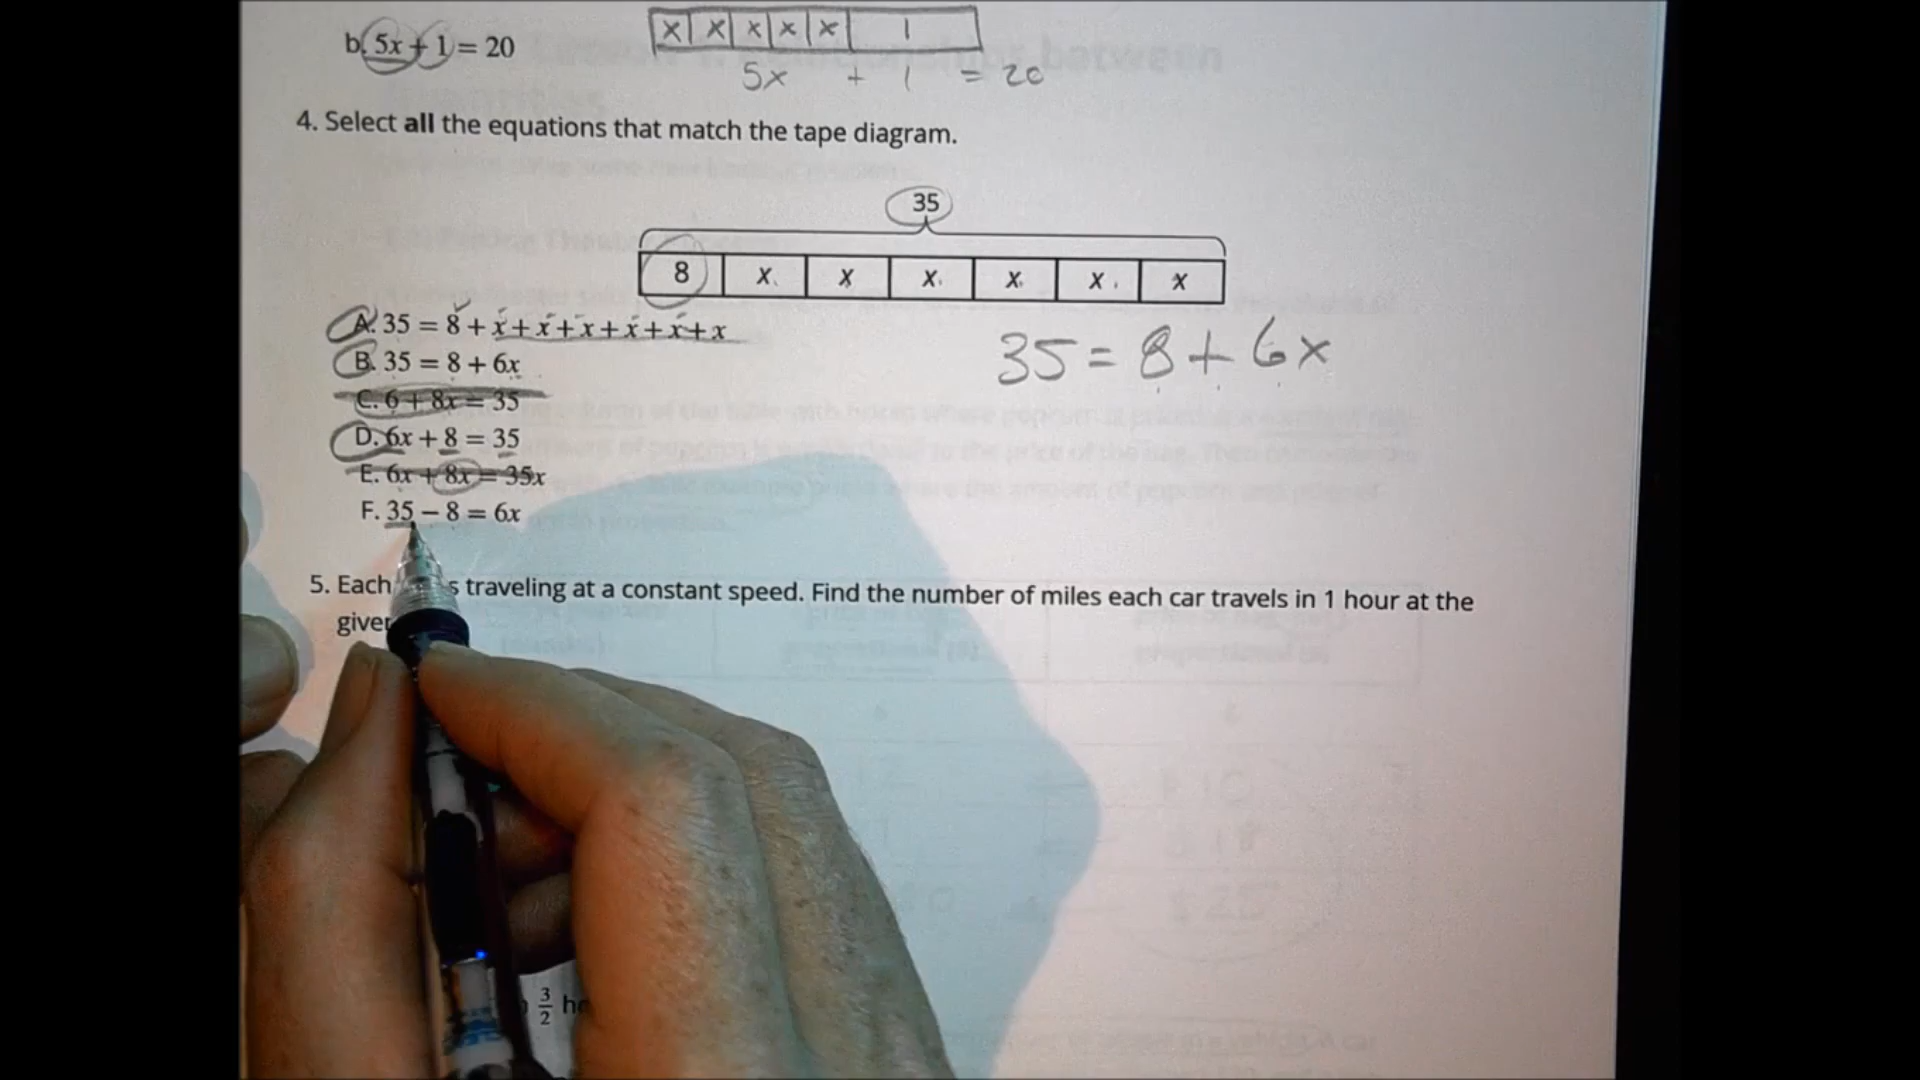 b. 5x + 1 = 20
x x x x x 1
5x + 1 = 20
4. Select all the equations that match the tape diagram.
35
8 x x x x x x
A. 35 = 8 + x + x + x + x + x + x
35 = 8 + 6x
B. 35 = 8 + 6x
C. 6 + 8x = 35
D. 6x + 8 = 35
E. 6x + 8x = 35x
F. 35 − 8 = 6x
5. Each traveling at a constant speed. Find the number of miles each car travels in 1 hour at the
3/2